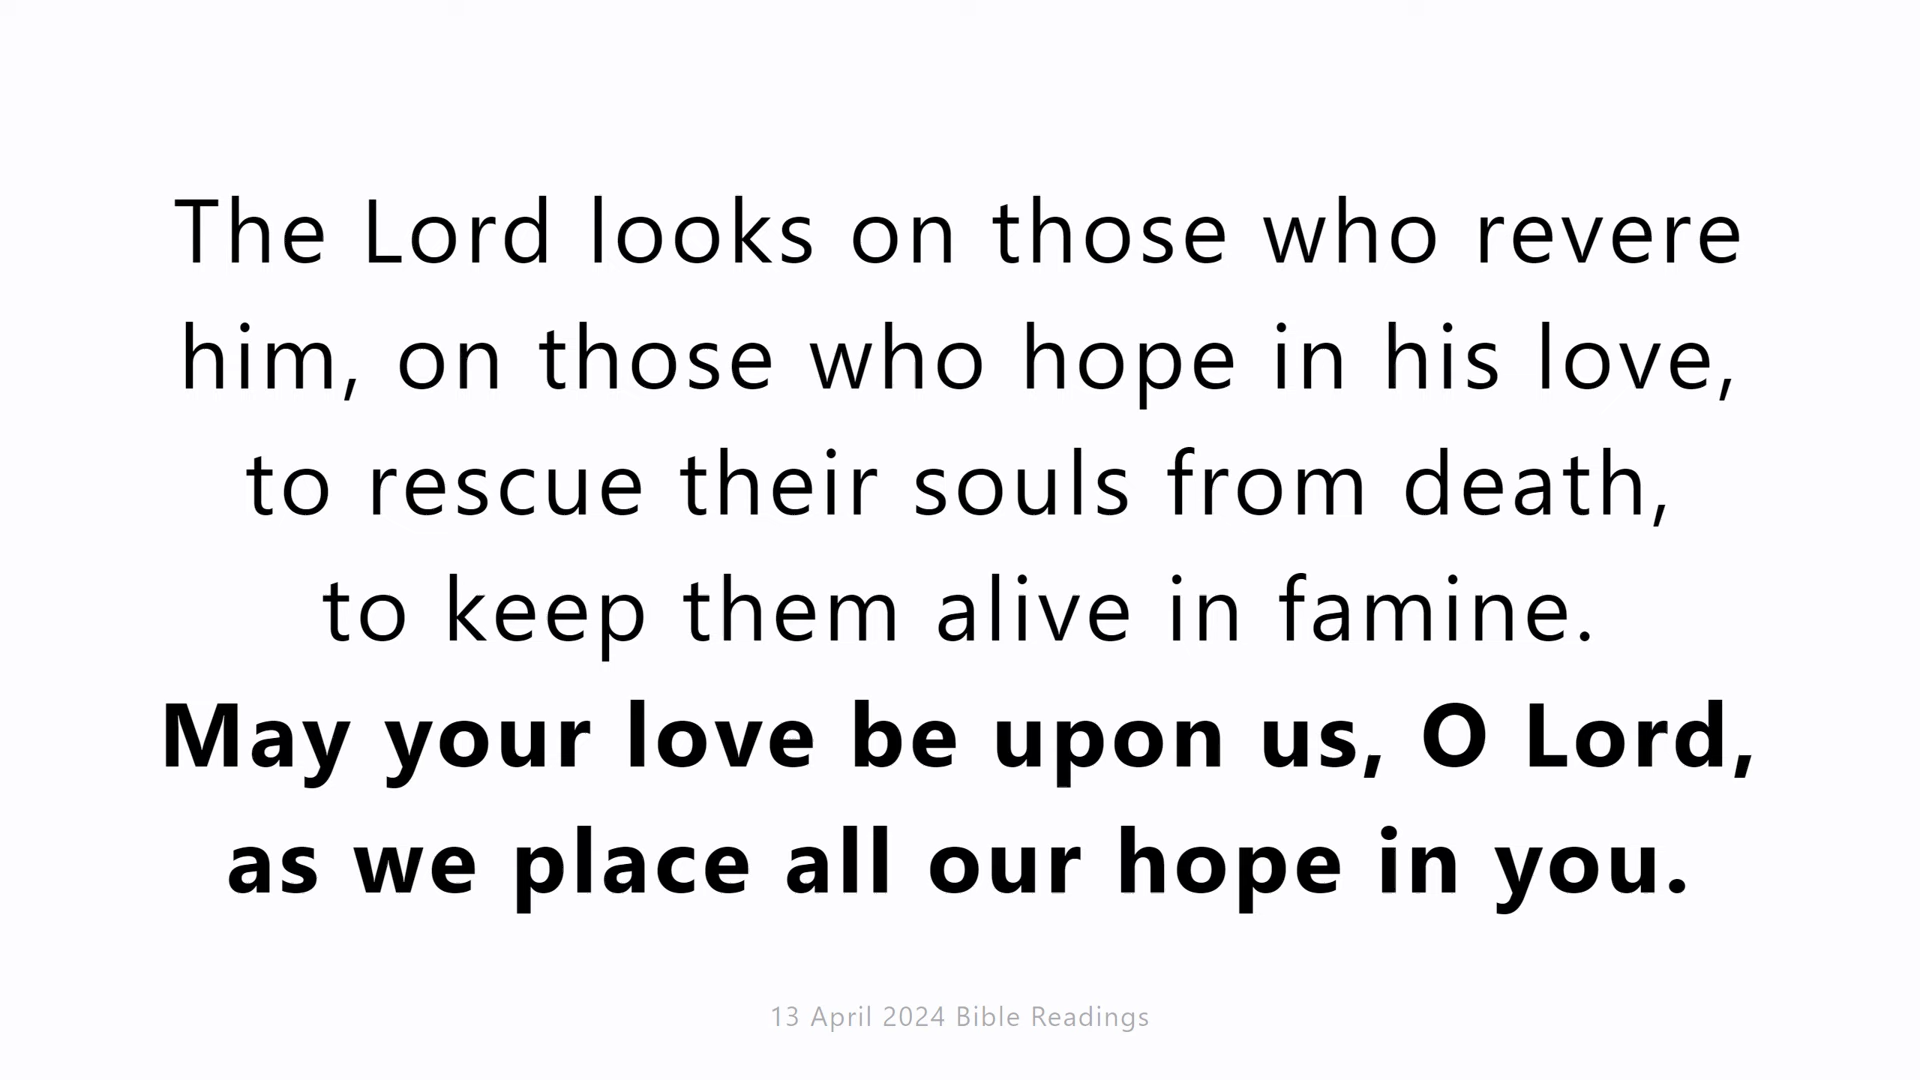 The Lord looks on those who revere
him, on those who hope in his love,
to rescue their souls from death,
to keep them alive in famine.
May your love be upon us, O Lord,
as we place all our hope in you.
13 April 2024 Bible Readings